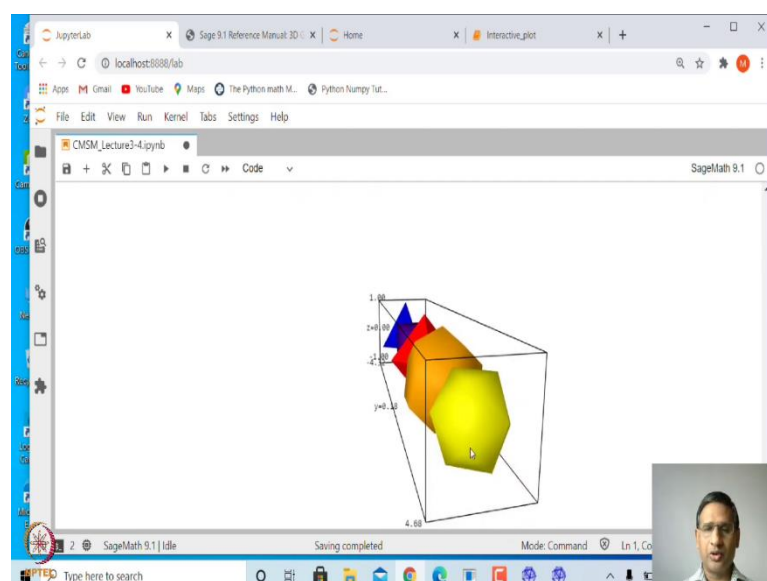 JupyterLab
Sage 9.1 Reference Manual: 3D G
Home
Interactive_plot
localhost:8888/lab
M
Apps M Gmail YouTube Maps The Python math M... Python Numpy Tut...
File Edit View Run Kernel Tabs Settings Help
CMSM_Lecture3-4.ipynb
Code
SageMath 9.1
1.00
z=0.00
-1.00
y=0.18
4.68
2 SageMath 9.1 | Idle Saving completed Mode: Command Ln 1, Co
Type here to search